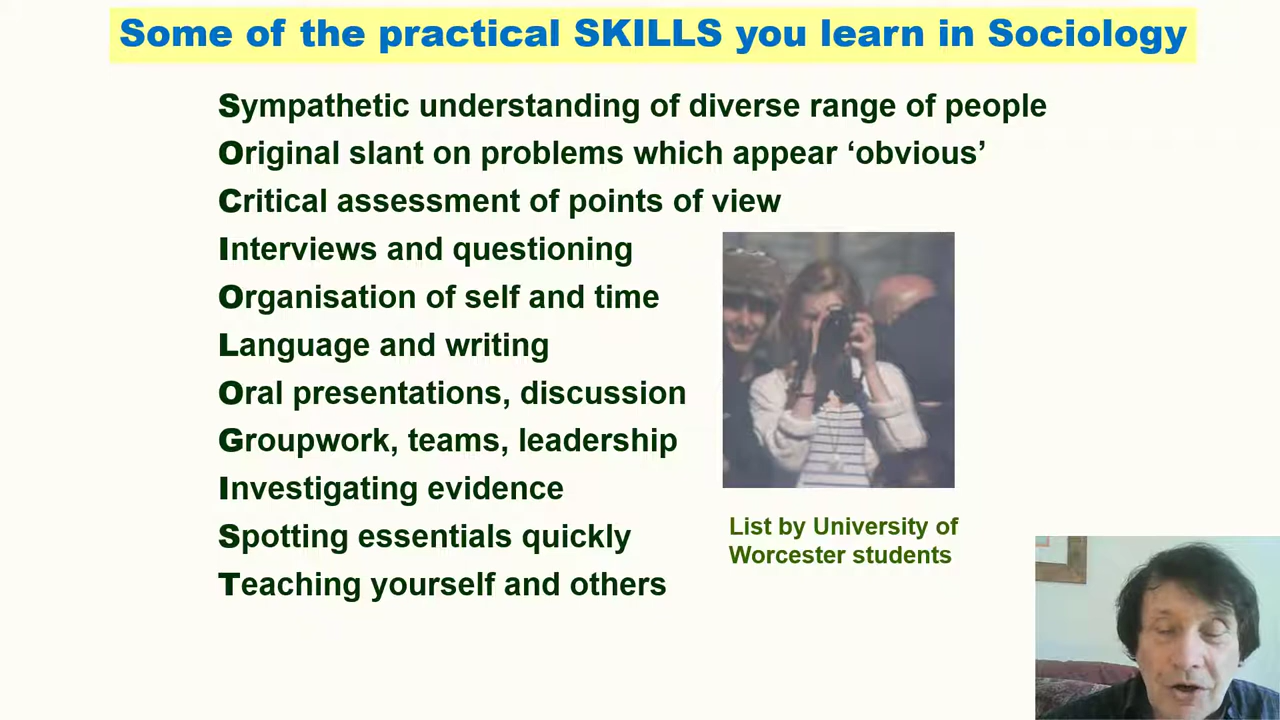 Some of the practical SKILLS you learn in Sociology
Sympathetic understanding of diverse range of people
Original slant on problems which appear ‘obvious’
Critical assessment of points of view
Interviews and questioning
Organisation of self and time
Language and writing
Oral presentations, discussion
Groupwork, teams, leadership
Investigating evidence
Spotting essentials quickly
Teaching yourself and others
List by University of
Worcester students